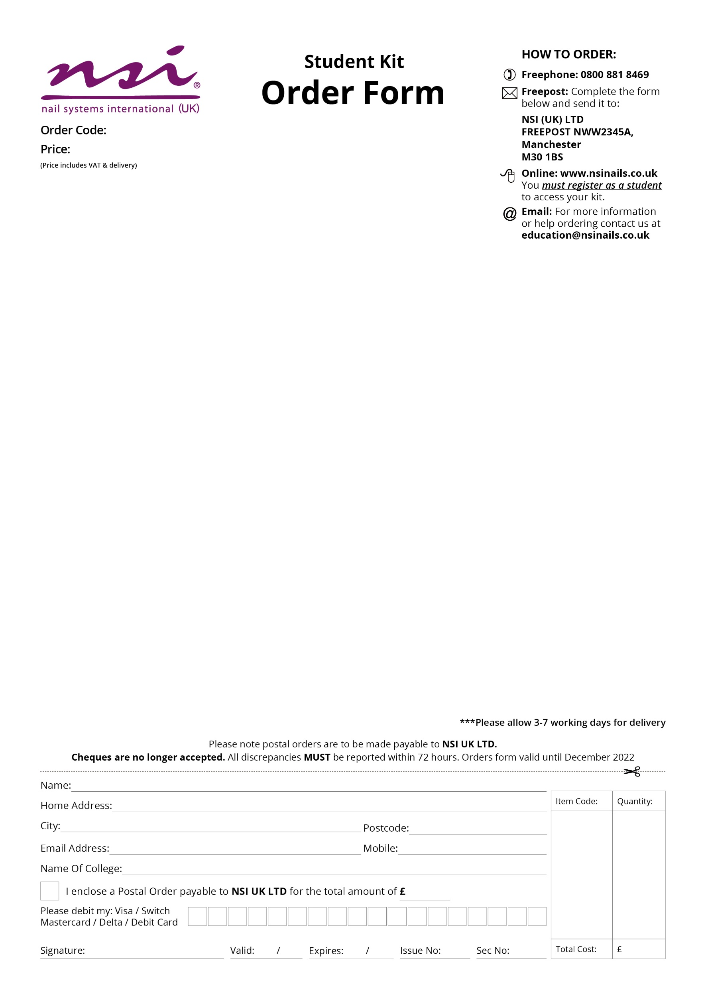 nsi®
nail systems international (UK)
Order Code:
Price:
(Price includes VAT & delivery)
Student Kit
Order Form
HOW TO ORDER:
Freephone: 0800 881 8469
Freepost: Complete the form
below and send it to:
NSI (UK) LTD
FREEPOST NWW2345A,
Manchester
M30 1BS
Online: www.nsinails.co.uk
You must register as a student
to access your kit.
@ Email: For more information
or help ordering contact us at
education@nsinails.co.uk
***Please allow 3-7 working days for delivery
Please note postal orders are to be made payable to NSI UK LTD.
Cheques are no longer accepted. All discrepancies MUST be reported within 72 hours. Orders form valid until December 2022
Name:
Home Address:
City: Postcode:
Email Address: Mobile:
Name Of College:
I enclose a Postal Order payable to NSI UK LTD for the total amount of £
Please debit my: Visa / Switch
Mastercard / Delta / Debit Card
Signature: Valid: / Expires: / Issue No: Sec No:
Item Code: Quantity:
Total Cost: £